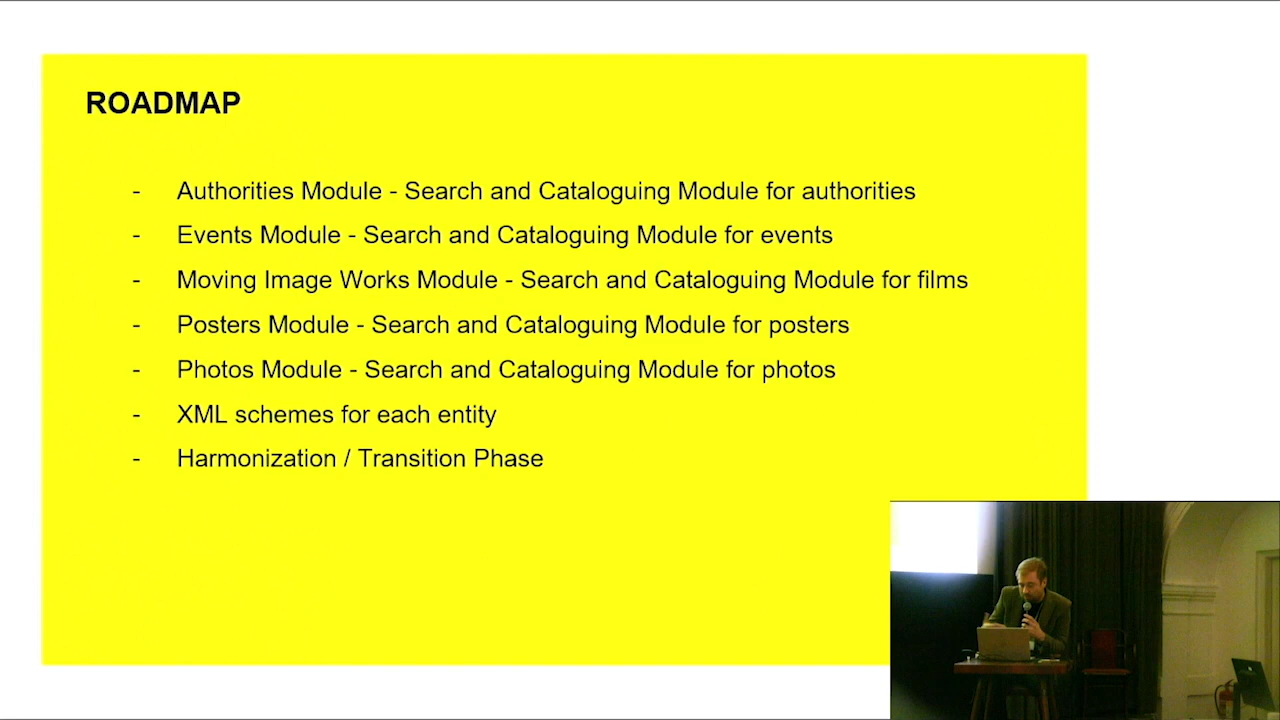 ROADMAP
- Authorities Module - Search and Cataloguing Module for authorities
- Events Module - Search and Cataloguing Module for events
- Moving Image Works Module - Search and Cataloguing Module for films
- Posters Module - Search and Cataloguing Module for posters
- Photos Module - Search and Cataloguing Module for photos
- XML schemes for each entity
- Harmonization / Transition Phase